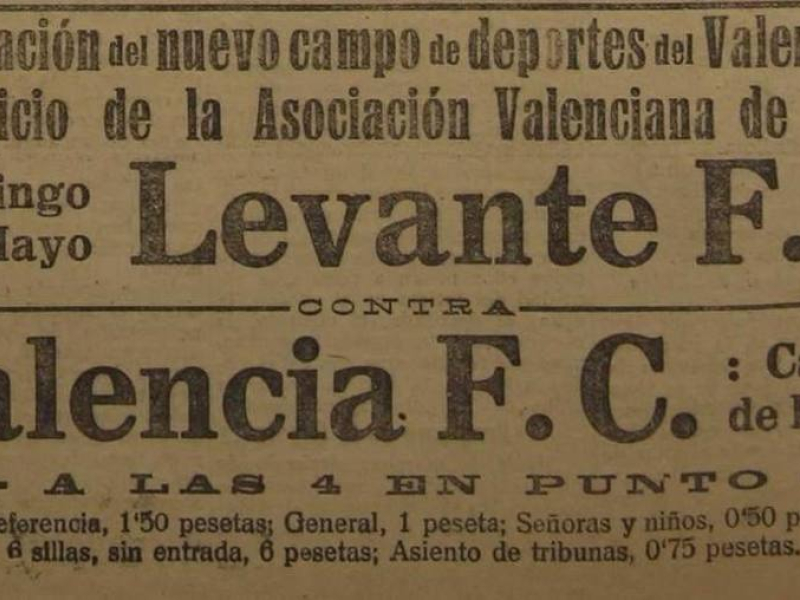 ación del nuevo campo de deportes del Valen
icio de la Asociación Valenciana de
ingo
Mayo
Levante F.
CONTRA
alencia F. C. : C
de
- A LAS 4 EN PUNTO
eferencia, 1'50 pesetas; General, 1 peseta; Señoras y niños, 0'50 p
6 sillas, sin entrada, 6 pesetas; Asiento de tribunas, 0'75 pesetas.